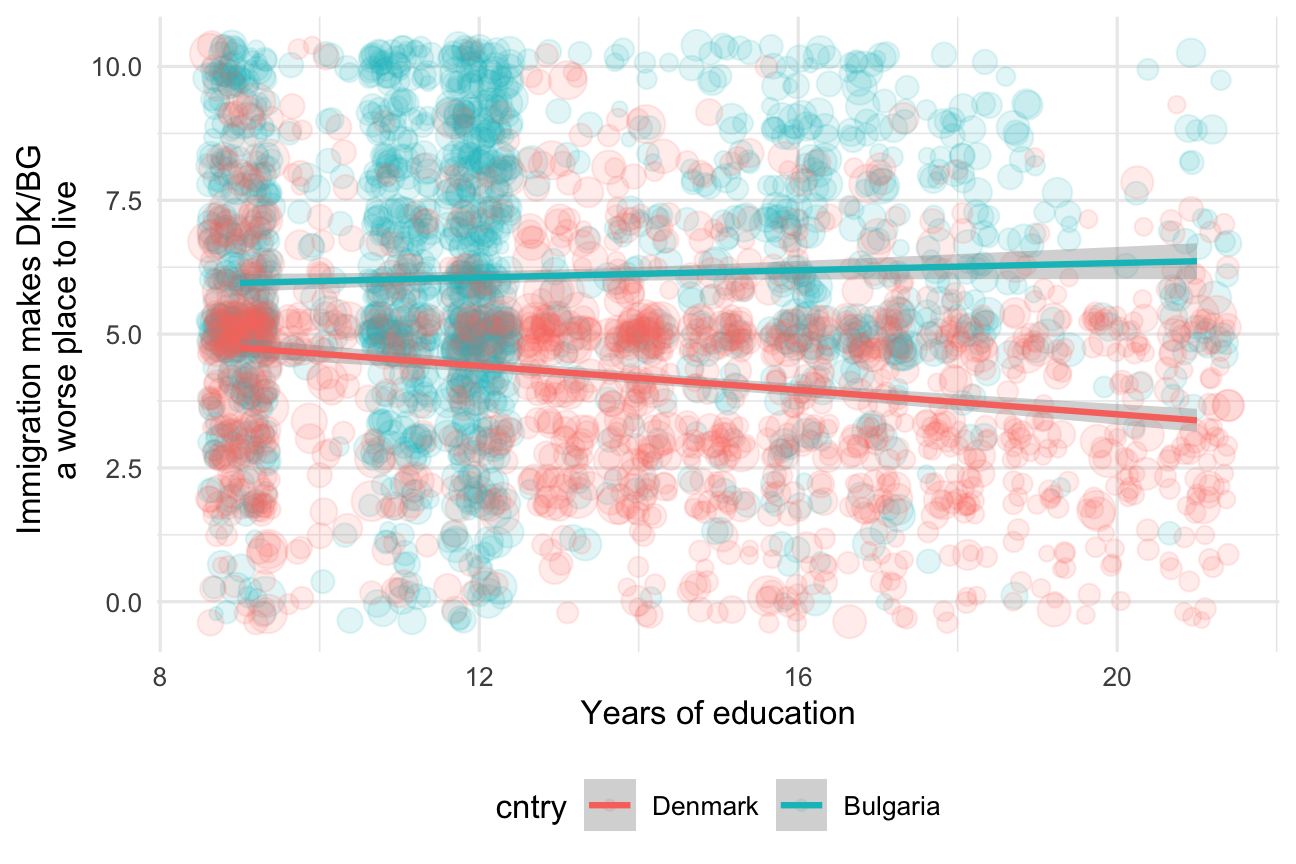 Immigration makes DK/BG
a worse place to live
10.0
7.5
5.0
2.5
0.0
8 12 16 20
Years of education
cntry Denmark Bulgaria